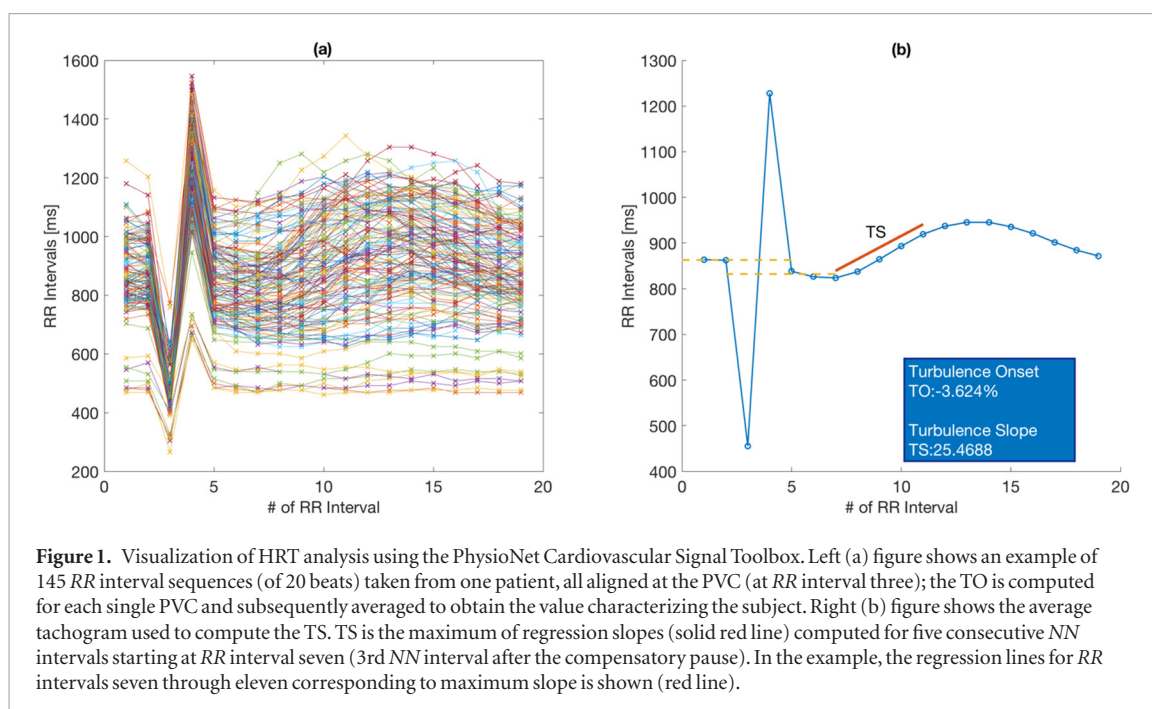 (a)
1600
1400
1200
1000
800
600
400
200
0
5
10
15
20
RR Intervals [ms]
# of RR Interval
(b)
1300
1200
1100
1000
900
800
700
600
500
400
0
5
10
15
20
RR Intervals [ms]
# of RR Interval
TS
Turbulence Onset
TO:-3.624%
Turbulence Slope
TS:25.4688
Figure 1. Visualization of HRT analysis using the PhysioNet Cardiovascular Signal Toolbox. Left (a) figure shows an example of
145 RR interval sequences (of 20 beats) taken from one patient, all aligned at the PVC (at RR interval three); the TO is computed
for each single PVC and subsequently averaged to obtain the value characterizing the subject. Right (b) figure shows the average
tachogram used to compute the TS. TS is the maximum of regression slopes (solid red line) computed for five consecutive NN
intervals starting at RR interval seven (3rd NN interval after the compensatory pause). In the example, the regression lines for RR
intervals seven through eleven corresponding to maximum slope is shown (red line).